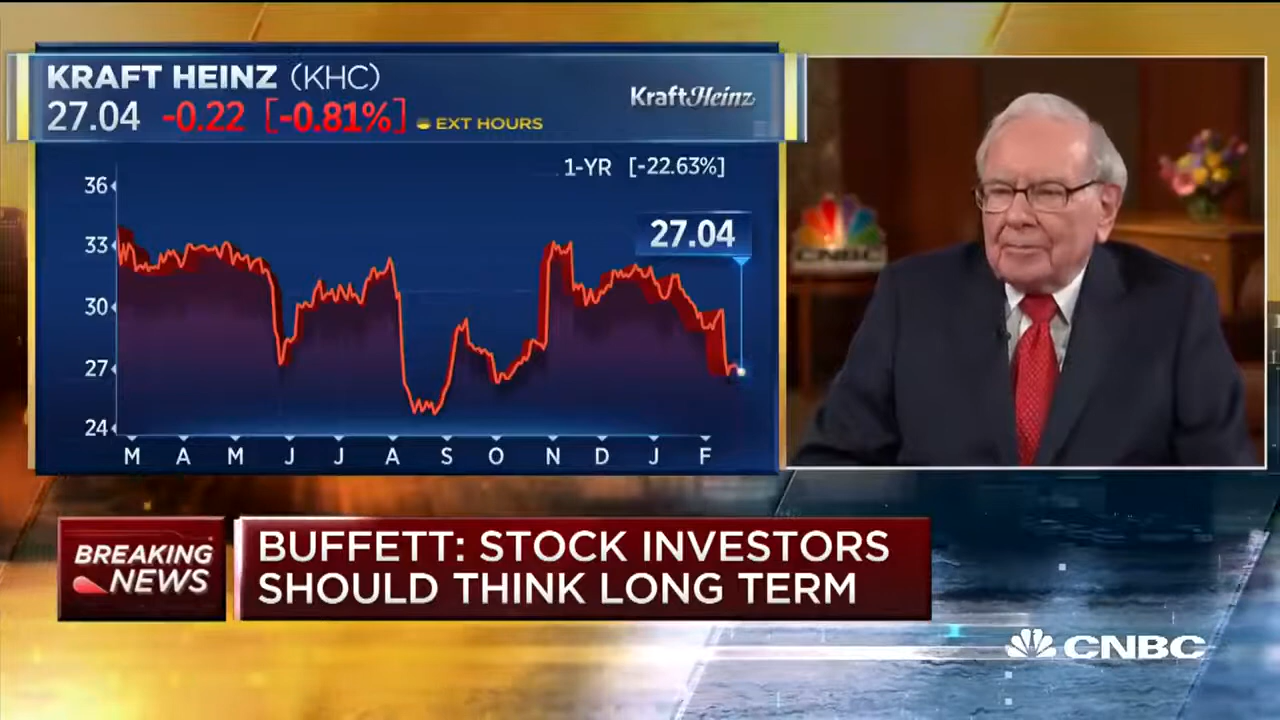 KRAFT HEINZ (KHC)
27.04 -0.22 [-0.81%] EXT HOURS
KraftHeinz
1-YR [-22.63%]
27.04
36
33
30
27
24
M A M J J A S O N D J F
CNBC
BREAKING
NEWS
BUFFETT: STOCK INVESTORS
SHOULD THINK LONG TERM
CNBC